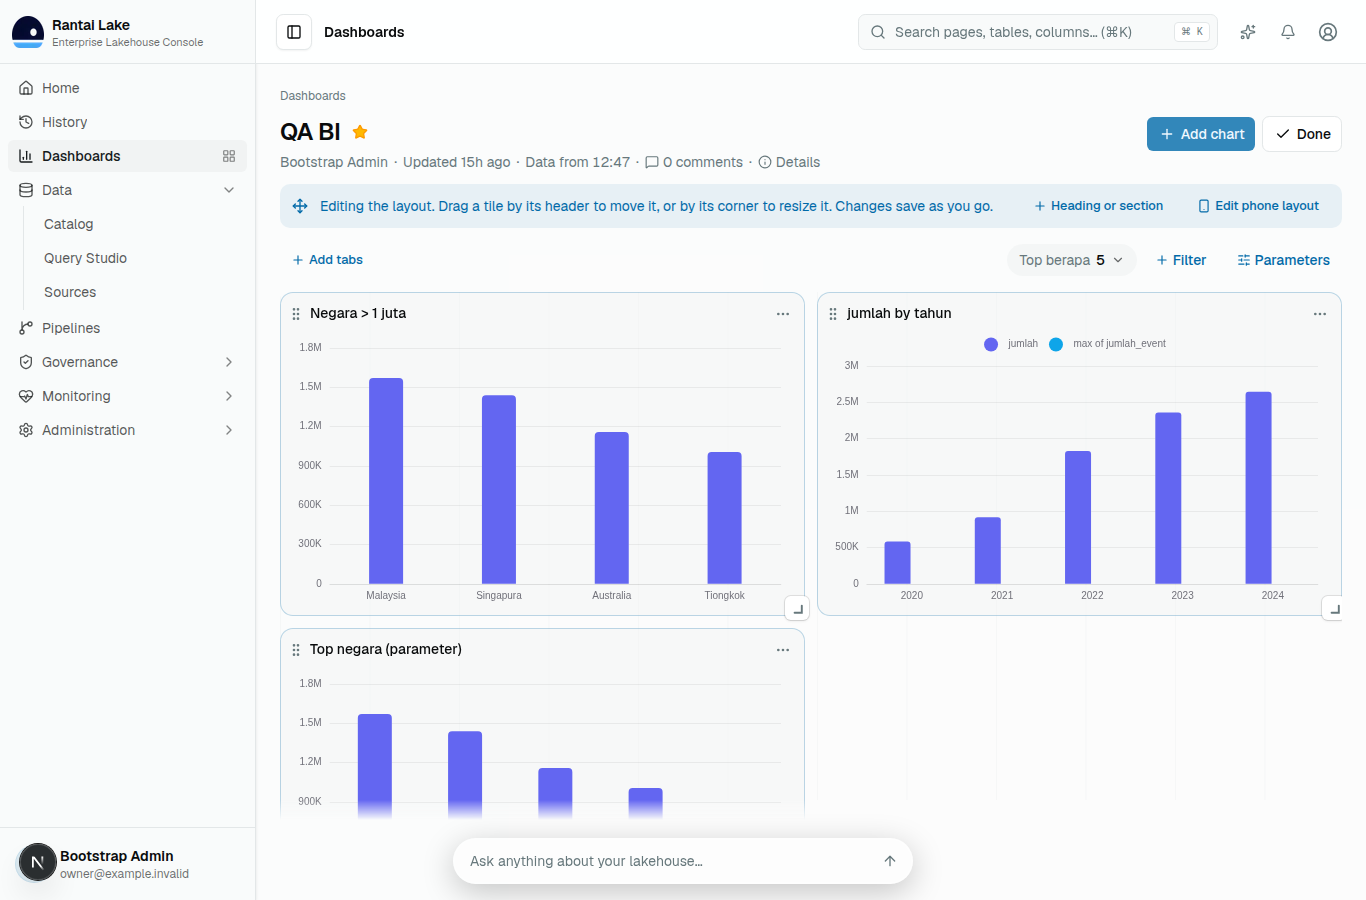 Rantai Lake
Enterprise Lakehouse Console
Dashboards
Search pages, tables, columns... (⌘K)
⌘ K
Home
History
Dashboards
Data
Catalog
Query Studio
Sources
Pipelines
Governance
Monitoring
Administration
Bootstrap Admin
owner@example.invalid
N
Dashboards
QA BI
Add chart
Done
Bootstrap Admin · Updated 15h ago · Data from 12:47 · 0 comments · Details
Editing the layout. Drag a tile by its header to move it, or by its corner to resize it. Changes save as you go.
Heading or section
Edit phone layout
Add tabs
Top berapa 5
Filter
Parameters
Negara > 1 juta
1.8M
1.5M
1.2M
900K
600K
300K
0
Malaysia Singapura Australia Tiongkok
jumlah by tahun
jumlah max of jumlah_event
3M
2.5M
2M
1.5M
1M
500K
0
2020 2021 2022 2023 2024
Top negara (parameter)
1.8M
1.5M
1.2M
900K
Ask anything about your lakehouse...